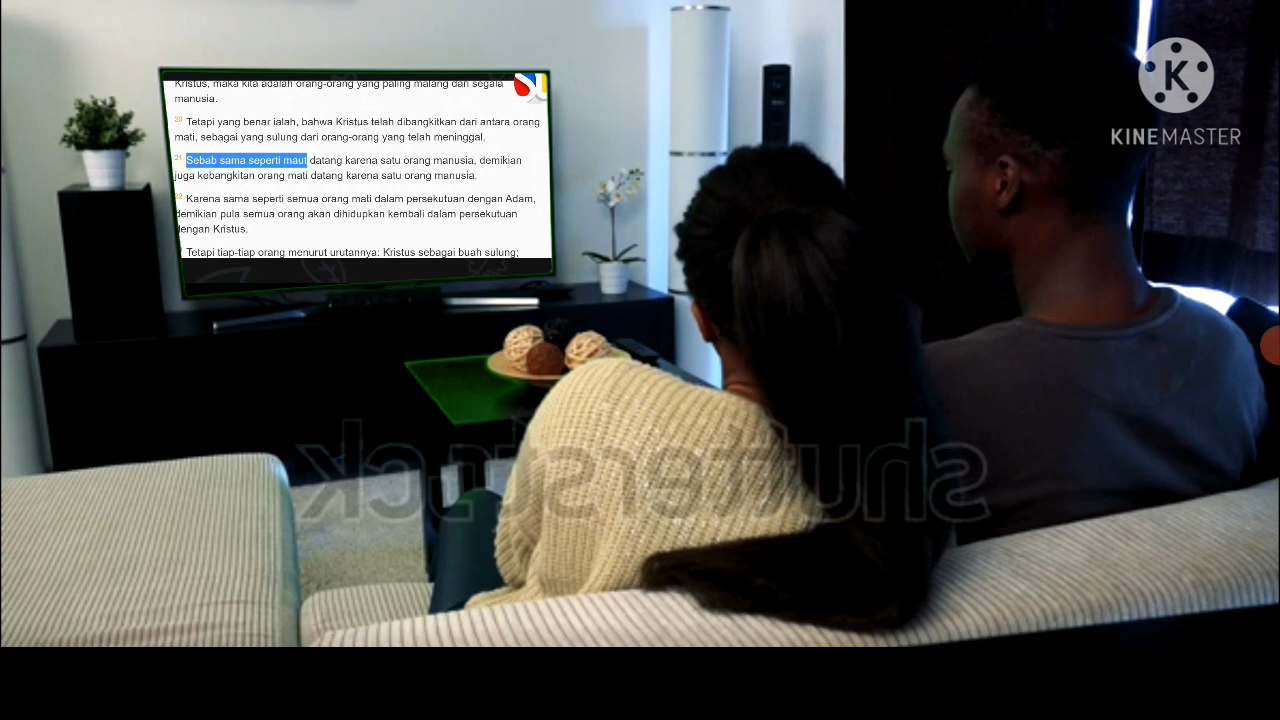 Kristus, maka kita adalah orang-orang yang paling malang dari segala
manusia.
20 Tetapi yang benar ialah, bahwa Kristus telah dibangkitkan dari antara orang
mati, sebagai yang sulung dari orang-orang yang telah meninggal.
21 Sebab sama seperti maut datang karena satu orang manusia, demikian
juga kebangkitan orang mati datang karena satu orang manusia.
22 Karena sama seperti semua orang mati dalam persekutuan dengan Adam,
demikian pula semua orang akan dihidupkan kembali dalam persekutuan
dengan Kristus.
Tetapi tiap-tiap orang menurut urutannya: Kristus sebagai buah sulung;
K
KINEMASTER
shutterstock